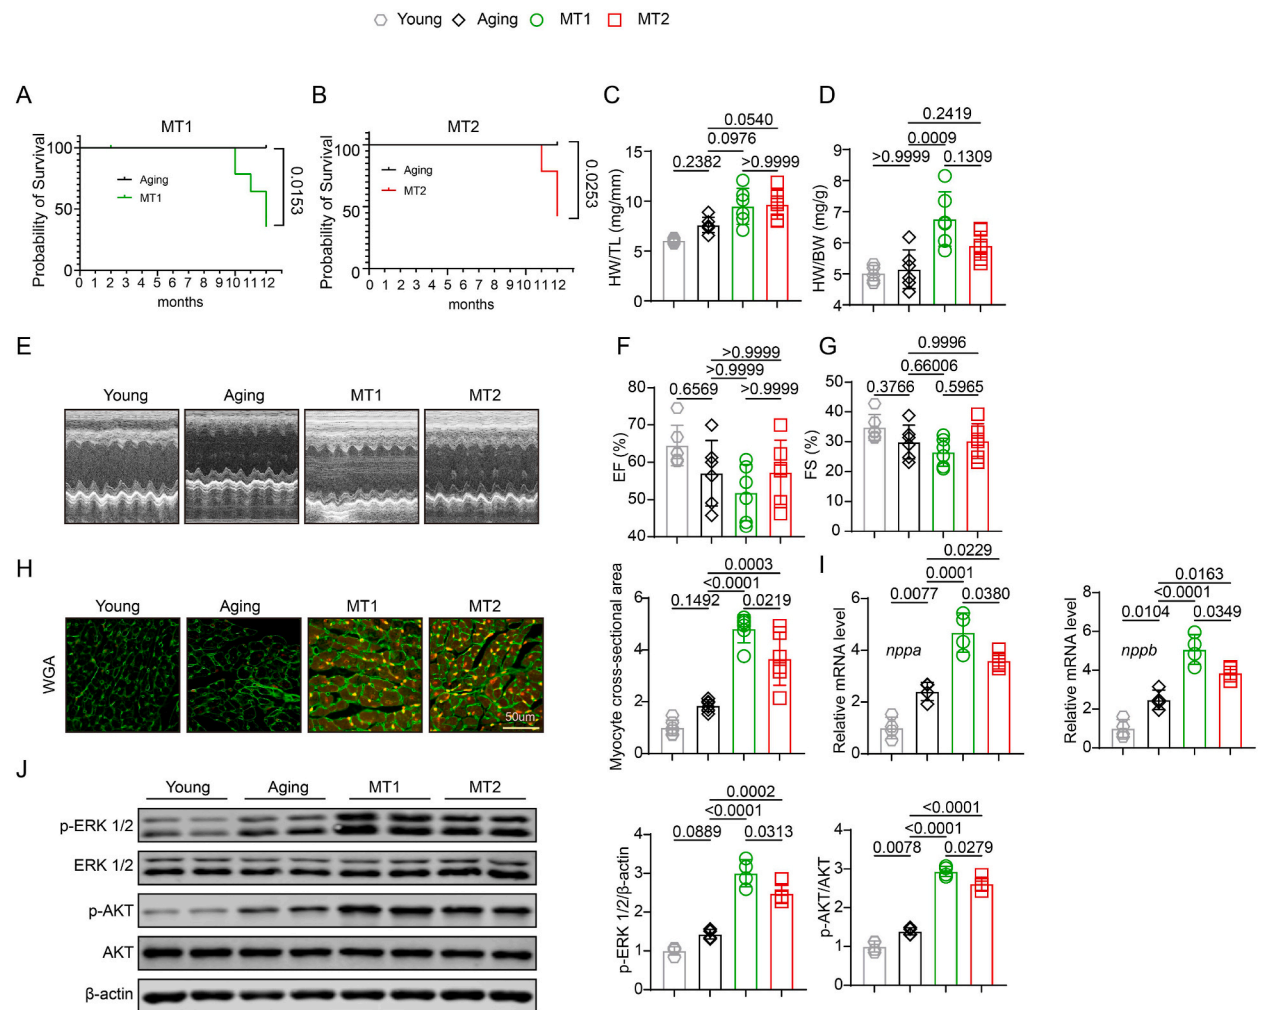 Young Aging MT1 MT2
A
MT1
Probability of Survival
100
50
0
Aging
MT1
0.0153
0 1 2 3 4 5 6 7 8 9 10 11 12
months
B
MT2
Probability of Survival
100
50
0
Aging
MT2
0.0253
0 1 2 3 4 5 6 7 8 9 10 11 12
months
C
0.0540
0.0976
0.2382 >0.9999
HW/TL (mg/mm)
15
10
5
0
D
0.2419
0.0009
>0.9999 0.1309
HW/BW (mg/g)
9
8
7
6
5
4
E
Young Aging MT1 MT2
F
>0.9999
>0.9999
0.6569 >0.9999
EF (%)
80
70
60
50
40
G
0.9996
0.66006
0.3766 0.5965
FS (%)
50
40
30
20
10
0
H
Young Aging MT1 MT2
WGA
50um
0.0003
<0.0001
0.1492 0.0219
Myocyte cross-sectional area
6
4
2
0
I
0.0229
0.0001
0.0077 0.0380
nppa
Relative mRNA level
6
4
2
0
0.0163
<0.0001
0.0104 0.0349
nppb
Relative mRNA level
8
6
4
2
0
J
Young Aging MT1 MT2
p-ERK 1/2
ERK 1/2
p-AKT
AKT
β-actin
0.0002
<0.0001
0.0889 0.0313
p-ERK 1/2/β-actin
4
3
2
1
0
<0.0001
<0.0001
0.0078 0.0279
p-AKT/AKT
4
3
2
1
0